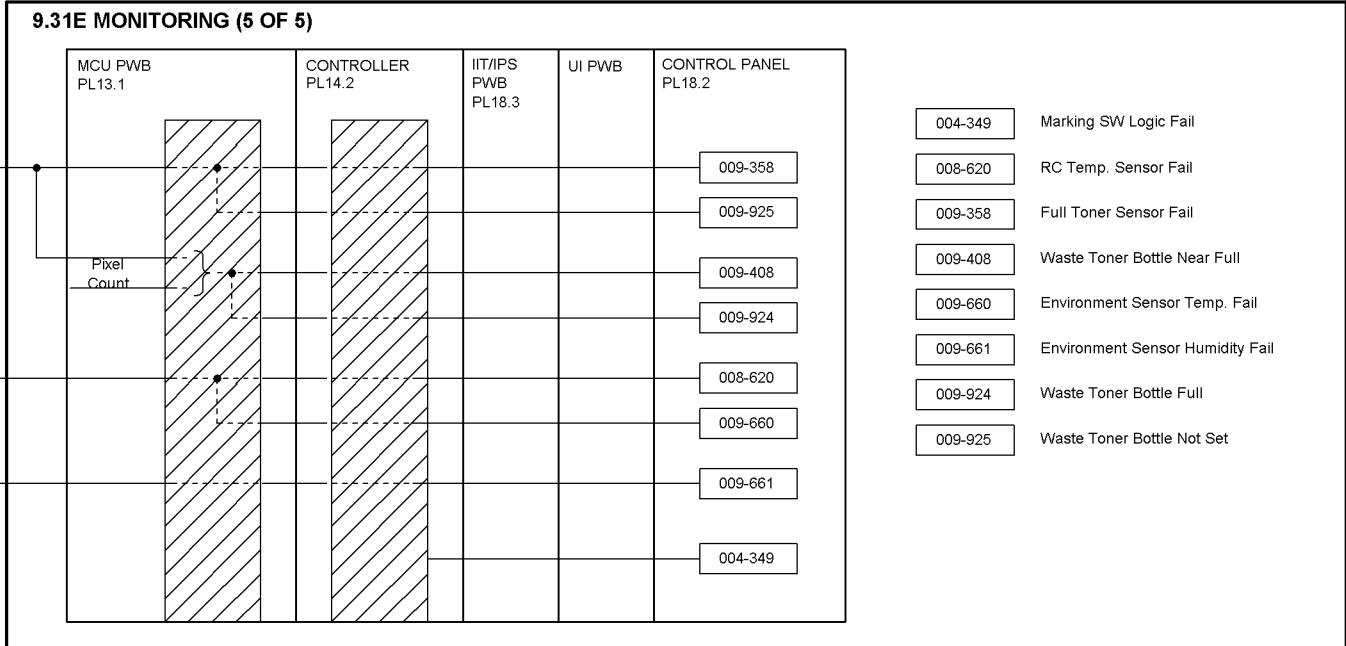 9.31E MONITORING (5 OF 5)
MCU PWB
PL13.1
CONTROLLER
PL14.2
IIT/IPS
PWB
PL18.3
UI PWB
CONTROL PANEL
PL18.2
Pixel
Count
009-358
009-925
009-408
009-924
008-620
009-660
009-661
004-349
004-349 Marking SW Logic Fail
008-620 RC Temp. Sensor Fail
009-358 Full Toner Sensor Fail
009-408 Waste Toner Bottle Near Full
009-660 Environment Sensor Temp. Fail
009-661 Environment Sensor Humidity Fail
009-924 Waste Toner Bottle Full
009-925 Waste Toner Bottle Not Set